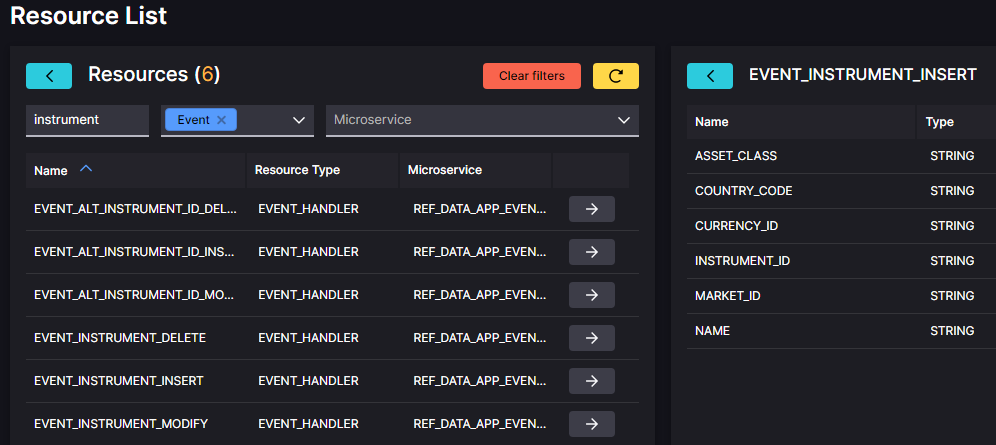 Resource List
Resources (6)
Clear filters
instrument
Event
Microservice
Name
Resource Type
Microservice
EVENT_ALT_INSTRUMENT_ID_DEL... EVENT_HANDLER REF_DATA_APP_EVEN...
EVENT_ALT_INSTRUMENT_ID_INS... EVENT_HANDLER REF_DATA_APP_EVEN...
EVENT_ALT_INSTRUMENT_ID_MO... EVENT_HANDLER REF_DATA_APP_EVEN...
EVENT_INSTRUMENT_DELETE EVENT_HANDLER REF_DATA_APP_EVEN...
EVENT_INSTRUMENT_INSERT EVENT_HANDLER REF_DATA_APP_EVEN...
EVENT_INSTRUMENT_MODIFY EVENT_HANDLER REF_DATA_APP_EVEN...
EVENT_INSTRUMENT_INSERT
Name Type
ASSET_CLASS STRING
COUNTRY_CODE STRING
CURRENCY_ID STRING
INSTRUMENT_ID STRING
MARKET_ID STRING
NAME STRING